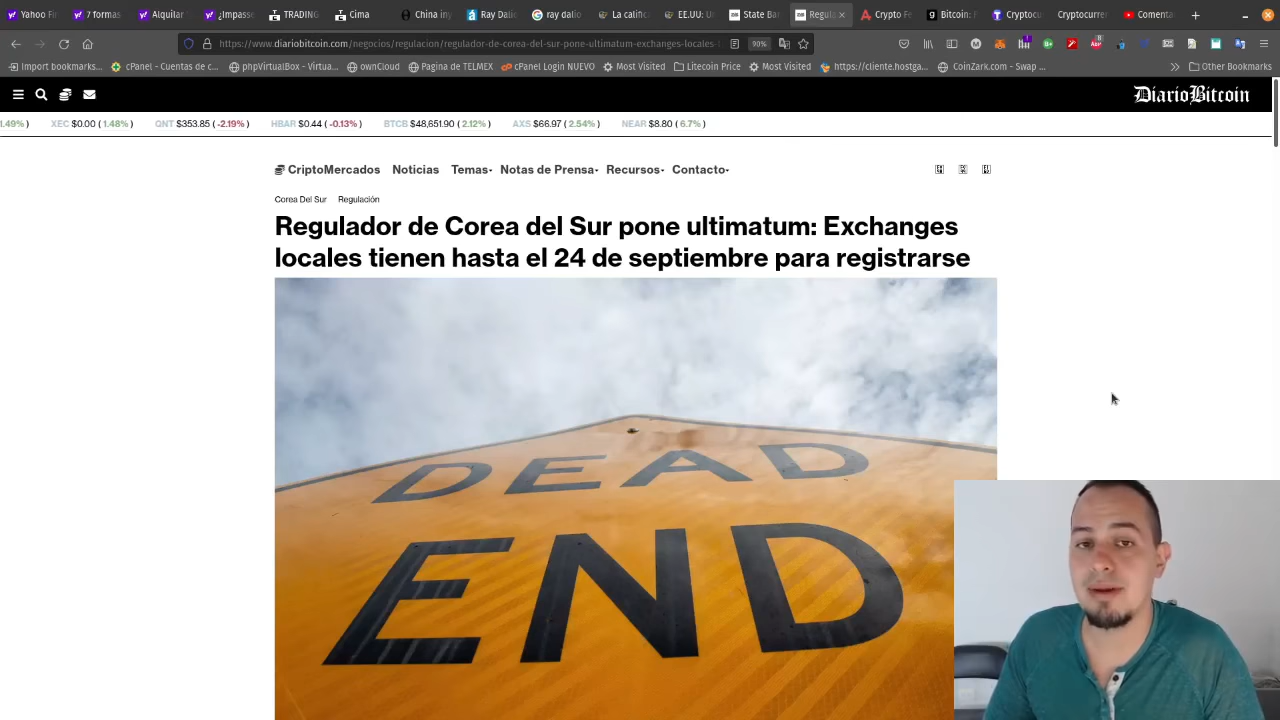 Yahoo Fi
7 formas
Alquilar
¿Impasse
TRADING
Cima
China iny
Ray Dalio
ray dalio
La califica
EE.UU: U
State Ba
Regula
Crypto Fe
Bitcoin: F
Cryptocu
Cryptocurrer
Comenta
https://www.diariobitcoin.com/negocios/regulacion/regulador-de-corea-del-sur-pone-ultimatum-exchanges-locales-
90%
Import bookmarks...
cPanel - Cuentas de c...
phpVirtualBox - Virtua...
ownCloud
Pagina de TELMEX
cPanel Login NUEVO
Most Visited
Litecoin Price
Most Visited
https://cliente.hostga...
CoinZark.com - Swap ...
Other Bookmarks
DiarioBitcoin
1.49% )
XEC $0.00 ( 1.48% )
QNT $353.85 ( -2.19% )
HBAR $0.44 ( -0.13% )
BTCB $48,651.90 ( 2.12% )
AXS $66.97 ( 2.54% )
NEAR $8.80 ( 6.7% )
CriptoMercados
Noticias
Temas
Notas de Prensa
Recursos
Contacto
Corea Del Sur
Regulación
Regulador de Corea del Sur pone ultimatum: Exchanges
locales tienen hasta el 24 de septiembre para registrarse
DEAD
END